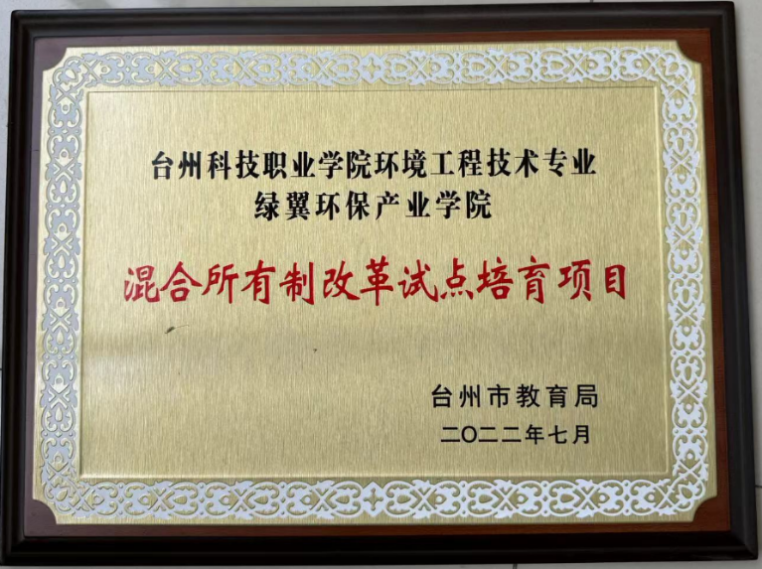 台州科技职业学院环境工程技术专业
绿翼环保产业学院
混合所有制改革试点培育项目
台州市教育局
二〇二二年七月